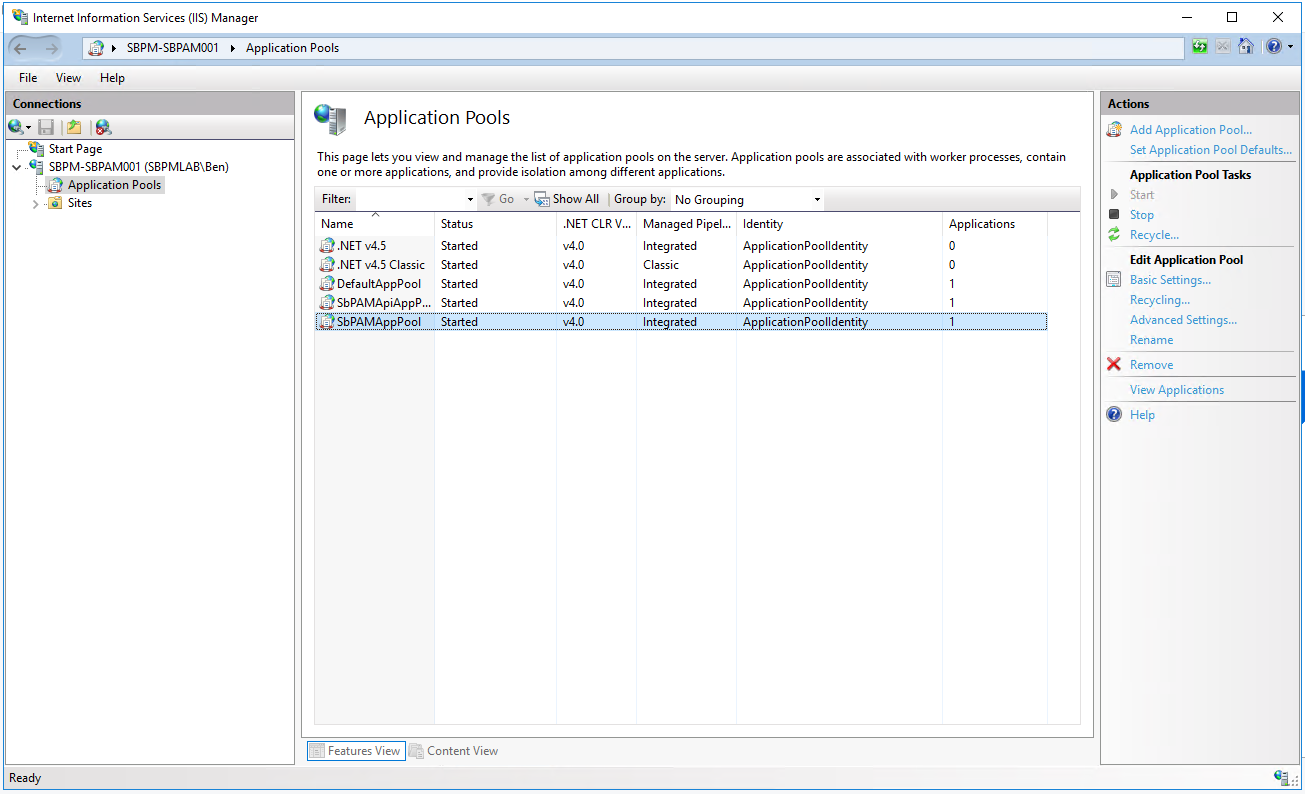 Internet Information Services (IIS) Manager
SBPM-SBPAM001 Application Pools
File View Help
Connections
Start Page
SBPM-SBPAM001 (SBPMLAB\Ben)
Application Pools
Sites
Application Pools
This page lets you view and manage the list of application pools on the server. Application pools are associated with worker processes, contain
one or more applications, and provide isolation among different applications.
Filter: Go Show All Group by: No Grouping
Name Status .NET CLR V... Managed Pipel... Identity Applications
.NET v4.5 Started v4.0 Integrated ApplicationPoolIdentity 0
.NET v4.5 Classic Started v4.0 Classic ApplicationPoolIdentity 0
DefaultAppPool Started v4.0 Integrated ApplicationPoolIdentity 1
SbPAMApiAppP... Started v4.0 Integrated ApplicationPoolIdentity 1
SbPAMAppPool Started v4.0 Integrated ApplicationPoolIdentity 1
Features View Content View
Actions
Add Application Pool...
Set Application Pool Defaults...
Application Pool Tasks
Start
Stop
Recycle...
Edit Application Pool
Basic Settings...
Recycling...
Advanced Settings...
Rename
Remove
View Applications
Help
Ready